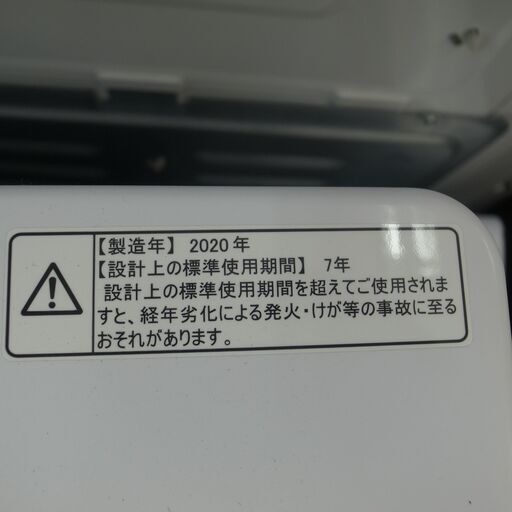 【製造年】 2020年
【設計上の標準使用期間】 7年
設計上の標準使用期間を超えてご使用されま
すと、経年劣化による発火・けが等の事故に至る
おそれがあります。